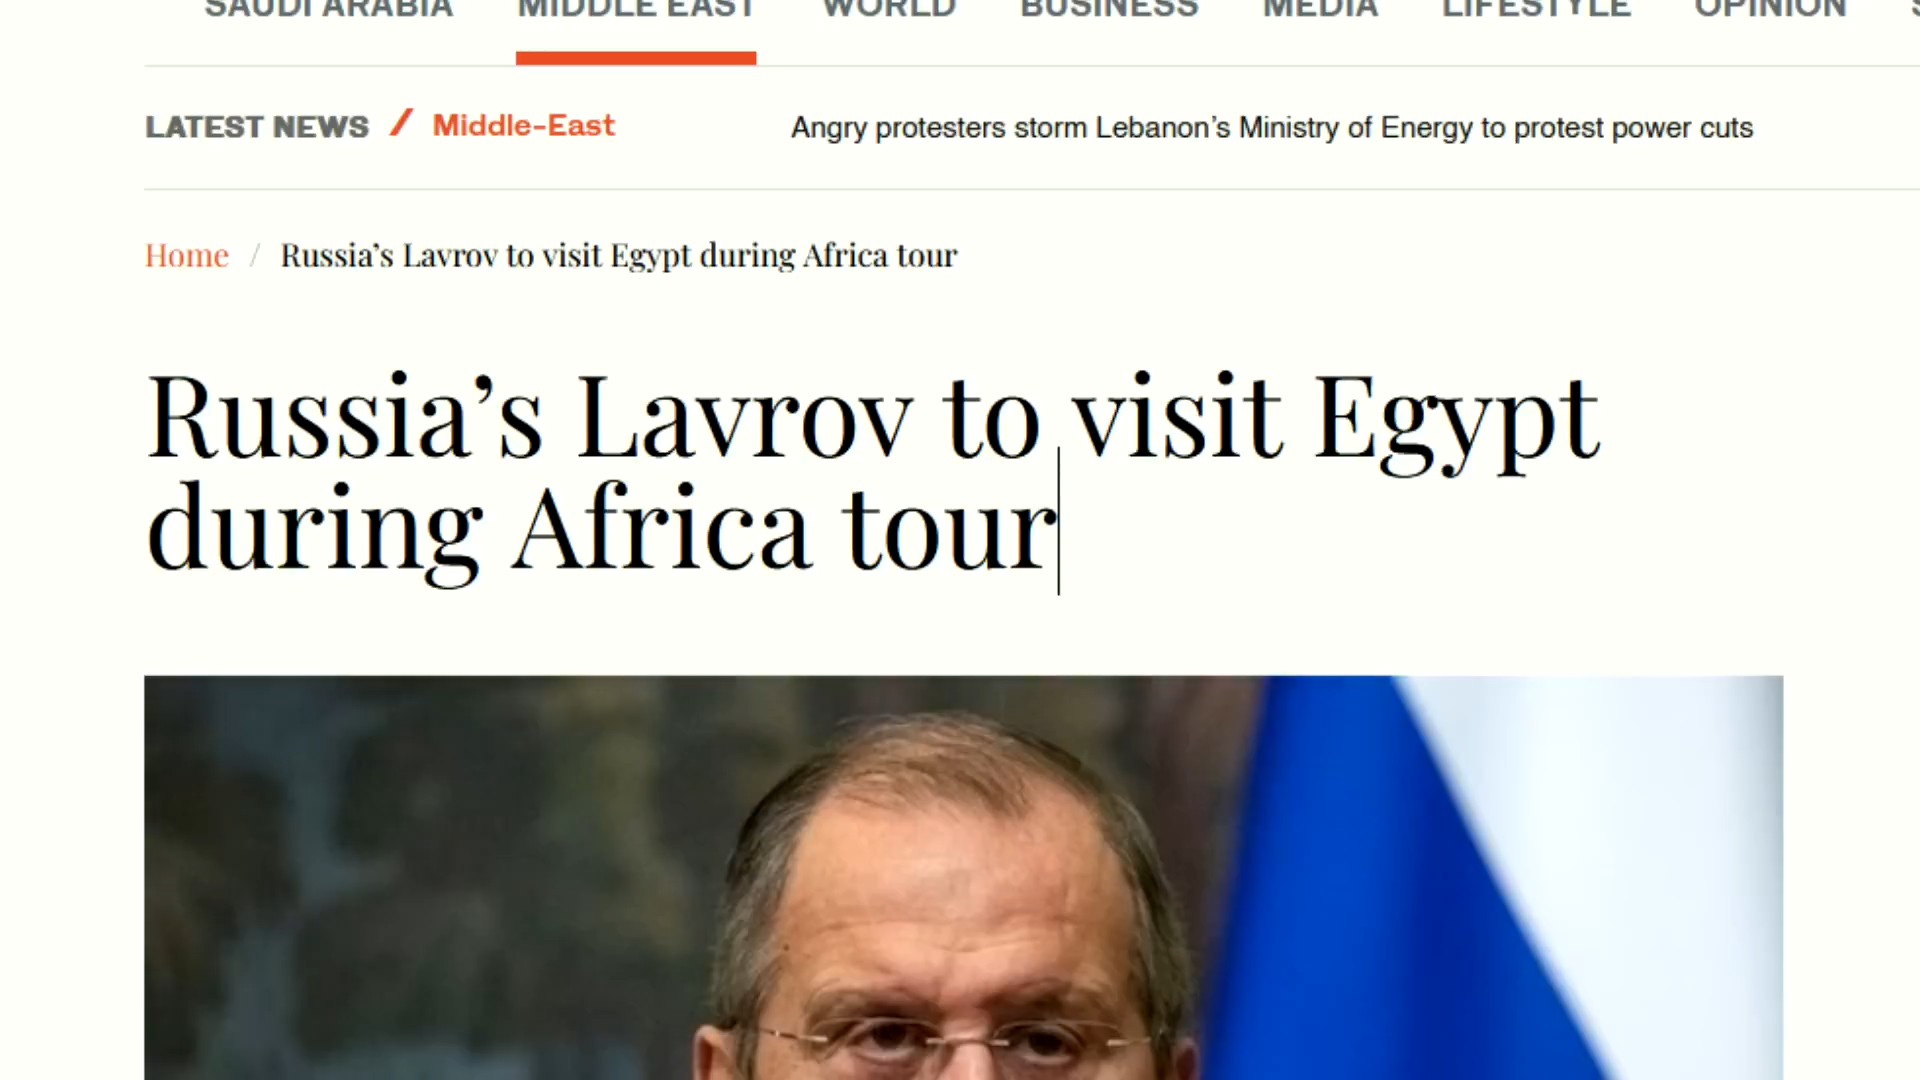 SAUDI ARABIA MIDDLE EAST WORLD BUSINESS MEDIA LIFESTYLE OPINION
LATEST NEWS / Middle-East Angry protesters storm Lebanon’s Ministry of Energy to protest power cuts
Home / Russia’s Lavrov to visit Egypt during Africa tour
Russia’s Lavrov to visit Egypt
during Africa tour